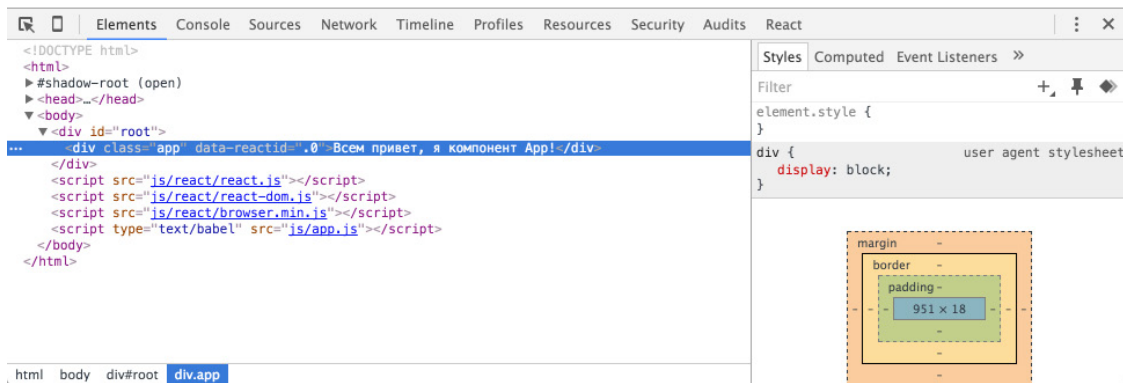 Elements Console Sources Network Timeline Profiles Resources Security Audits React
<!DOCTYPE html>
<html>
#shadow-root (open)
<head>…</head>
<body>
<div id="root">
<div class="app" data-reactid=".0">Всем привет, я компонент App!</div>
</div>
<script src="js/react/react.js"></script>
<script src="js/react/react-dom.js"></script>
<script src="js/react/browser.min.js"></script>
<script type="text/babel" src="js/app.js"></script>
</body>
</html>
html body div#root div.app
Styles Computed Event Listeners »
Filter
element.style {
}
div { user agent stylesheet
display: block;
}
margin -
border -
padding -
- - - 951 × 18 - - -
-
-
-